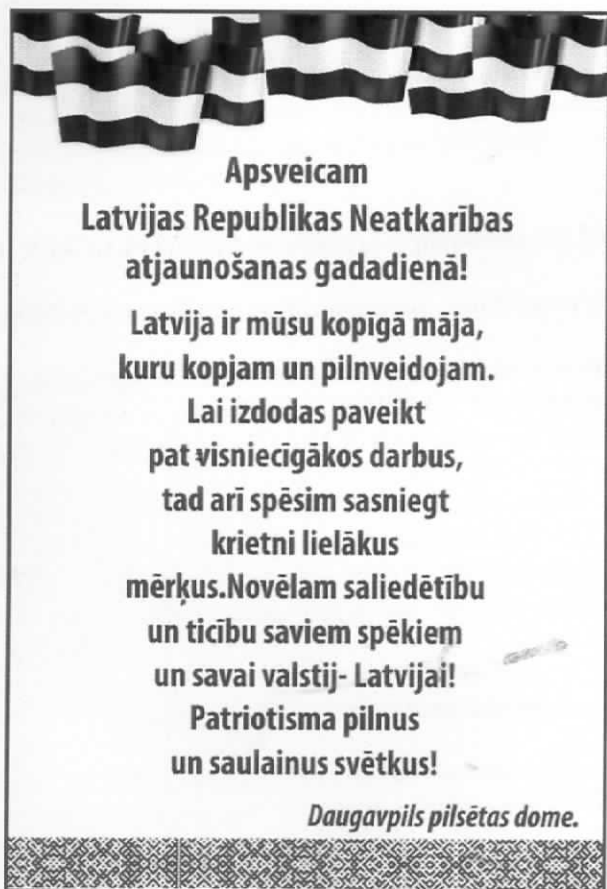 Apsveicam
Latvijas Republikas Neatkarības
atjaunošanas gadadienā!
Latvija ir mūsu kopīgā māja,
kuru kopjam un pilnveidojam.
Lai izdodas paveikt
pat visniecīgākos darbus,
tad arī spēsim sasniegt
krietni lielākus
mērķus.Novēlam saliedētību
un ticību saviem spēkiem
un savai valstij- Latvijai!
Patriotisma pilnus
un saulainus svētkus!
Daugavpils pilsētas dome.